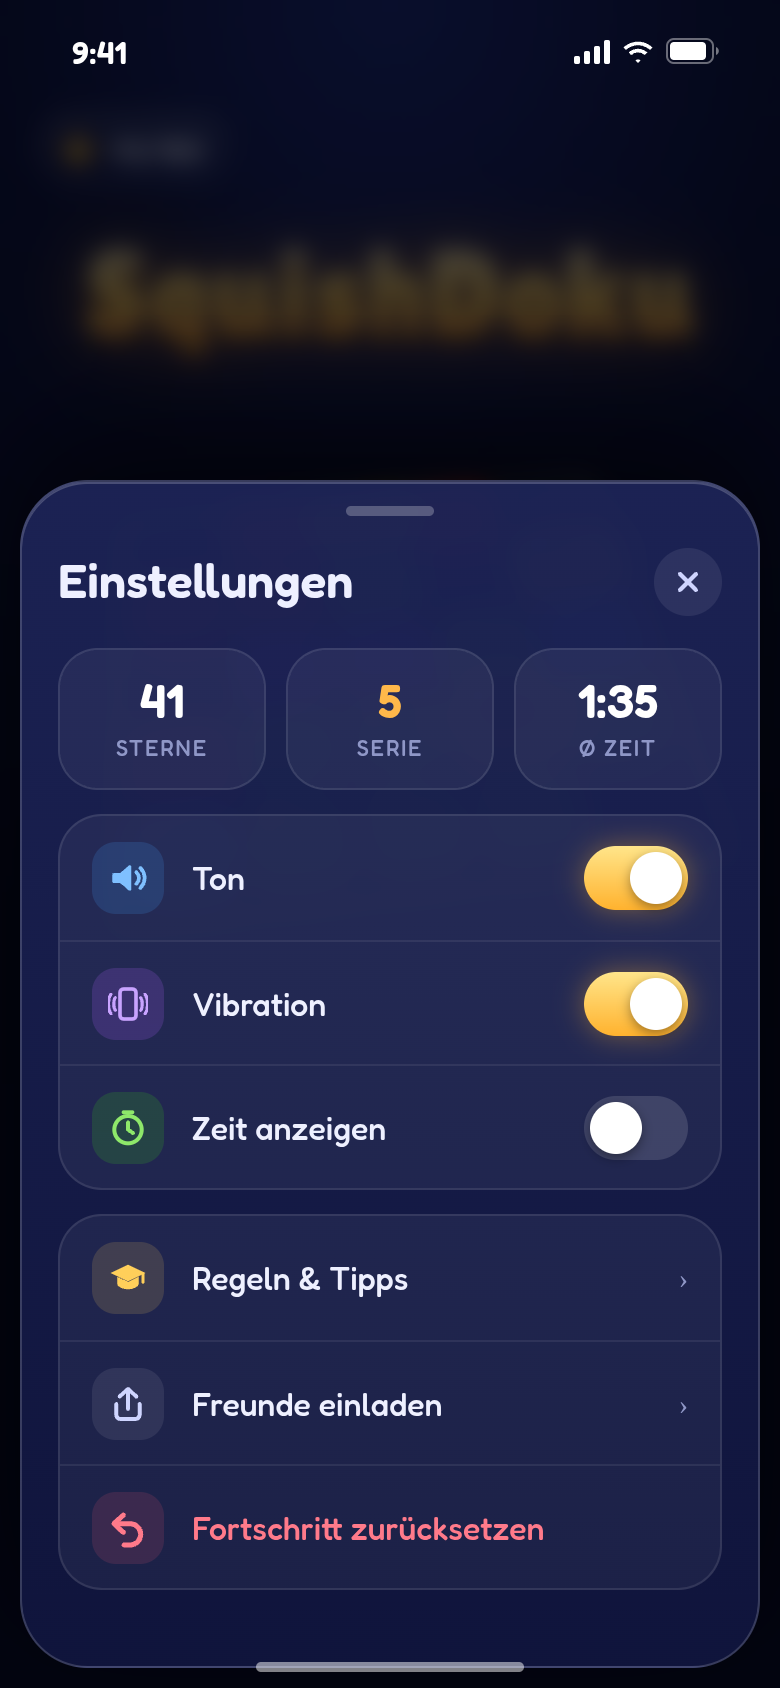 9:41
SquishDoku
Einstellungen
41
STERNE
5
SERIE
1:35
Ø ZEIT
Ton
Vibration
Zeit anzeigen
Regeln & Tipps
Freunde einladen
Fortschritt zurücksetzen